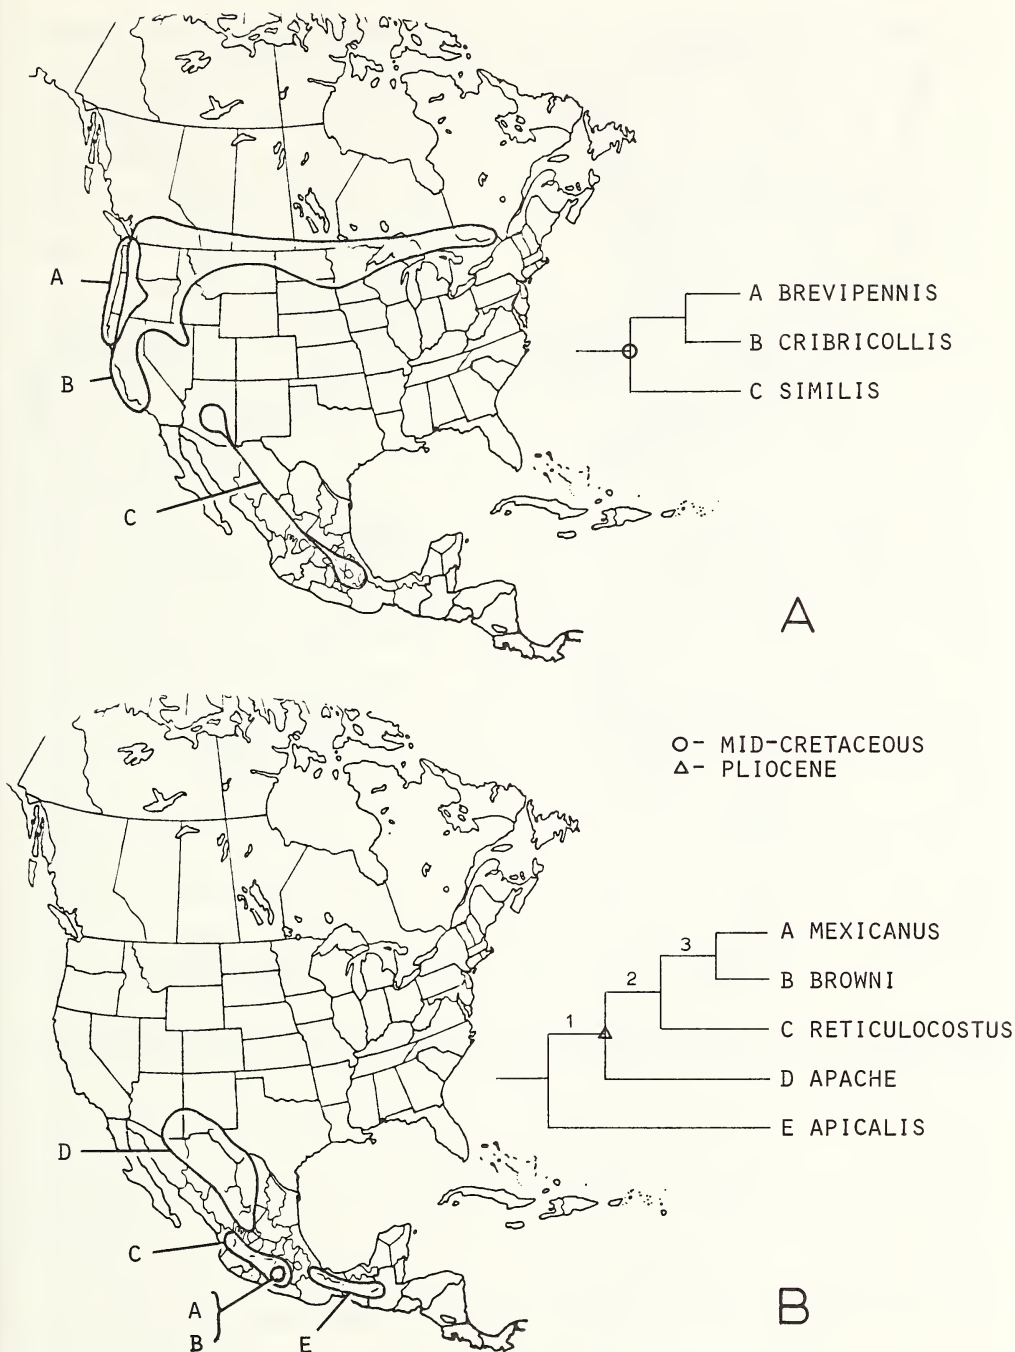 A
B
C
A BREVIPENNIS
B CRIBRICOLLIS
C SIMILIS
A
O- MID-CRETACEOUS
△- PLIOCENE
1
2
3
A MEXICANUS
B BROWNI
C RETICULOCOSTUS
D APACHE
E APICALIS
D
C
A
B
E
B